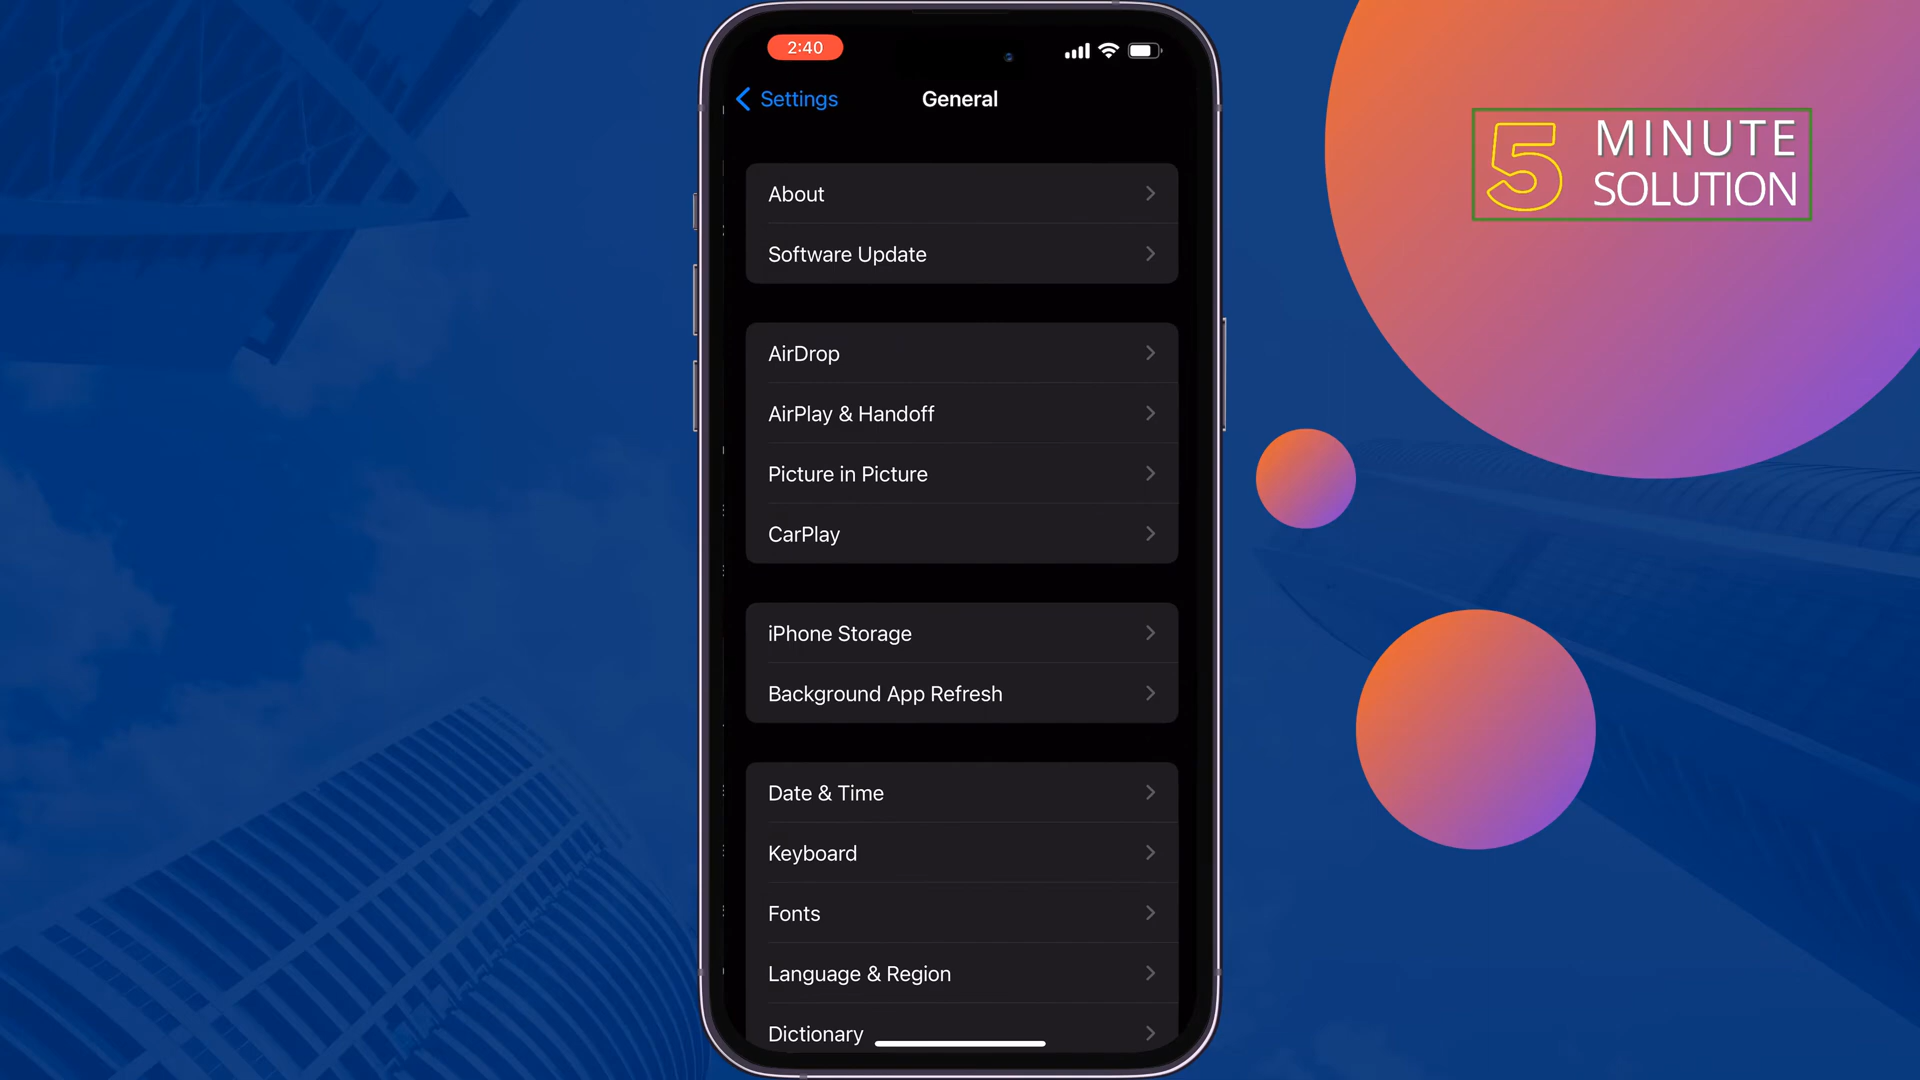 2:40
Settings
General
5 MINUTE
SOLUTION
About
Software Update
AirDrop
AirPlay & Handoff
Picture in Picture
CarPlay
iPhone Storage
Background App Refresh
Date & Time
Keyboard
Fonts
Language & Region
Dictionary